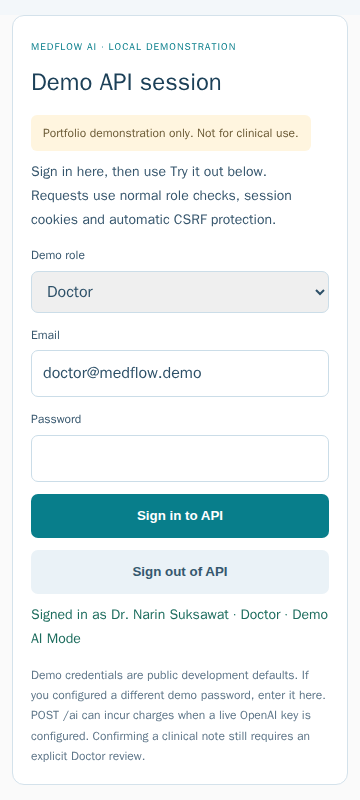 MEDFLOW AI · LOCAL DEMONSTRATION
Demo API session
Portfolio demonstration only. Not for clinical use.
Sign in here, then use Try it out below.
Requests use normal role checks, session
cookies and automatic CSRF protection.
Demo role
Doctor
Email
doctor@medflow.demo
Password
Sign in to API
Sign out of API
Signed in as Dr. Narin Suksawat · Doctor · Demo
AI Mode
Demo credentials are public development defaults. If
you configured a different demo password, enter it here.
POST /ai can incur charges when a live OpenAI key is
configured. Confirming a clinical note still requires an
explicit Doctor review.